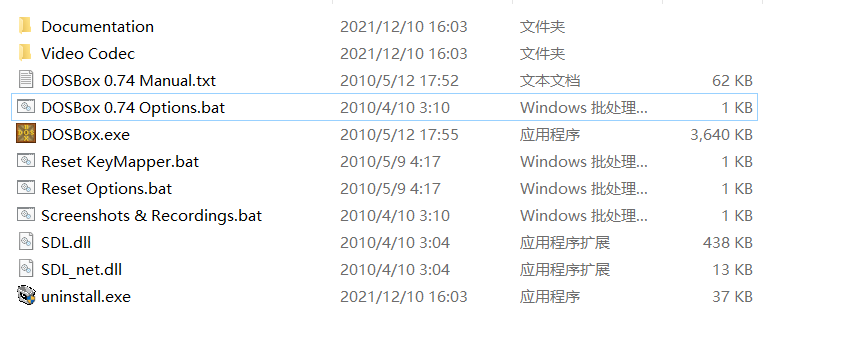 Documentation 2021/12/10 16:03 文件夹
Video Codec 2021/12/10 16:03 文件夹
DOSBox 0.74 Manual.txt 2010/5/12 17:52 文本文档 62 KB
DOSBox 0.74 Options.bat 2010/4/10 3:10 Windows 批处理... 1 KB
DOSBox.exe 2010/5/12 17:55 应用程序 3,640 KB
Reset KeyMapper.bat 2010/5/9 4:17 Windows 批处理... 1 KB
Reset Options.bat 2010/5/9 4:17 Windows 批处理... 1 KB
Screenshots & Recordings.bat 2010/4/10 3:10 Windows 批处理... 1 KB
SDL.dll 2010/4/10 3:04 应用程序扩展 438 KB
SDL_net.dll 2010/4/10 3:04 应用程序扩展 13 KB
uninstall.exe 2021/12/10 16:03 应用程序 37 KB